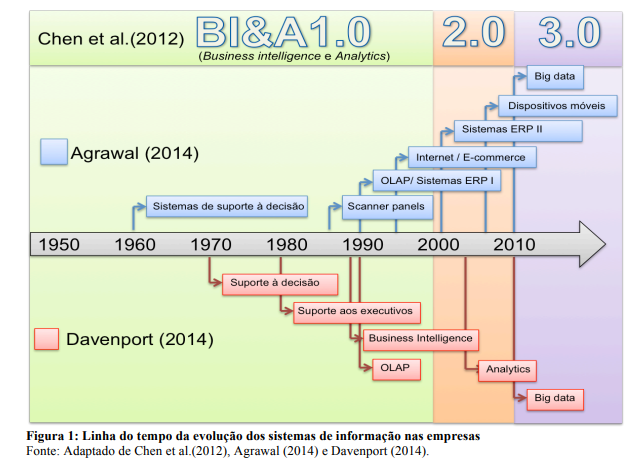 Chen et al.(2012) BI&A1.0 2.0 3.0
(Business intelligence e Analytics)
Big data
Dispositivos móveis
Sistemas ERP II
Agrawal (2014)
Internet / E-commerce
OLAP/ Sistemas ERP I
Sistemas de suporte à decisão
Scanner panels
1950 1960 1970 1980 1990 2000 2010
Suporte à decisão
Suporte aos executivos
Davenport (2014)
Business Intelligence
OLAP
Analytics
Big data
Figura 1: Linha do tempo da evolução dos sistemas de informação nas empresas
Fonte: Adaptado de Chen et al.(2012), Agrawal (2014) e Davenport (2014).